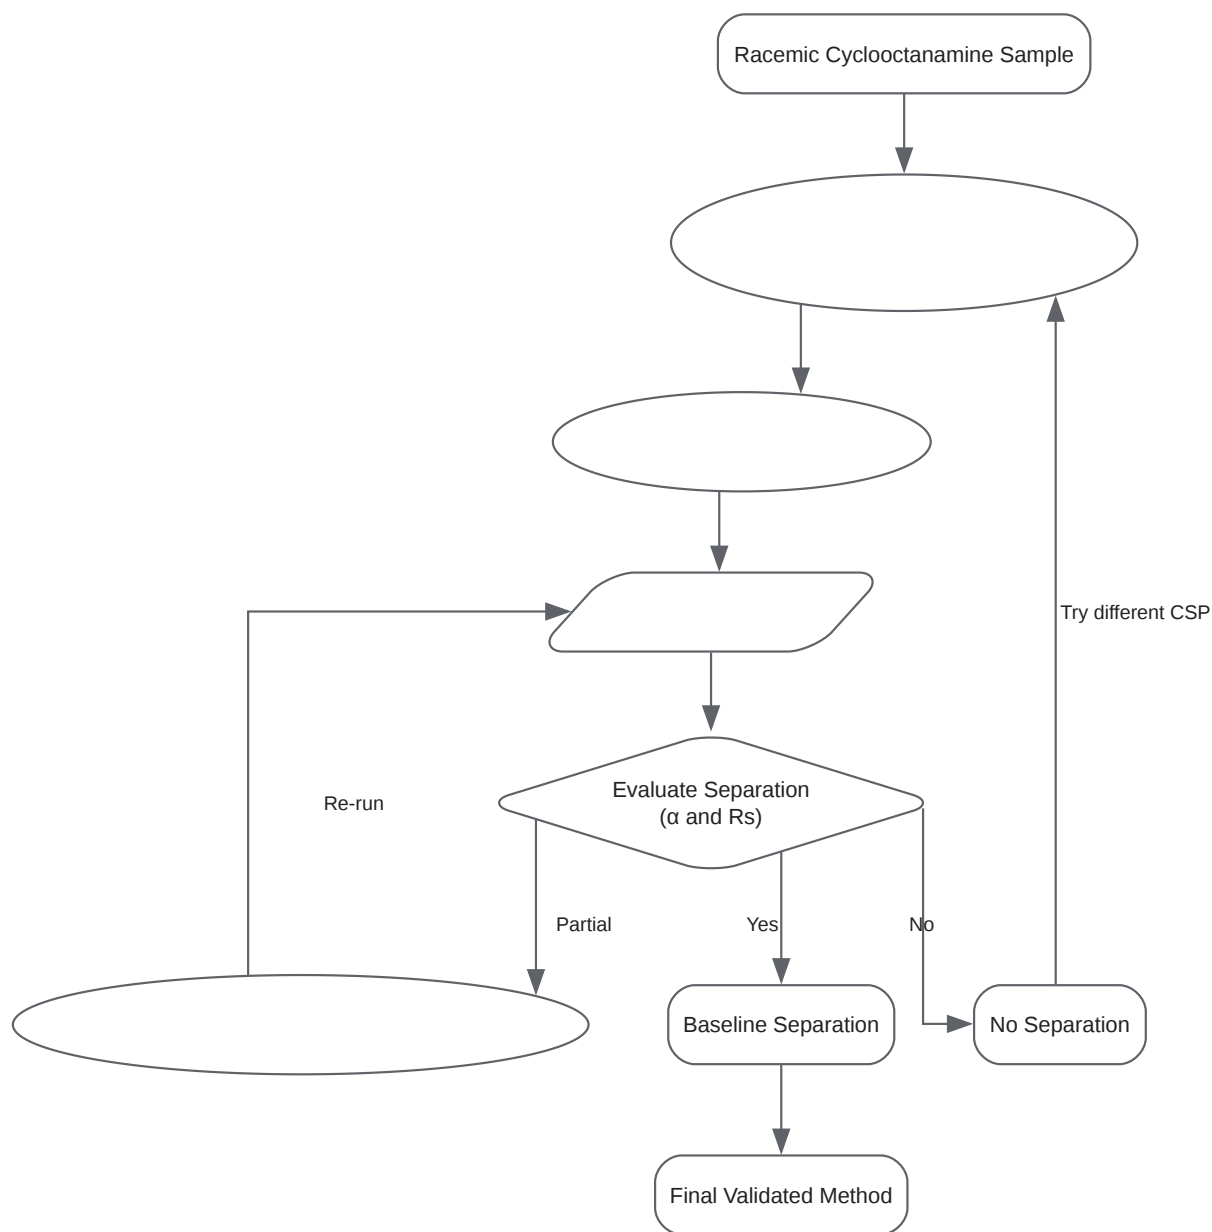 Racemic Cyclooctanamine Sample
Try different CSP
Evaluate Separation
(α and Rs)
Re-run
Partial
Yes
No
Baseline Separation
No Separation
Final Validated Method